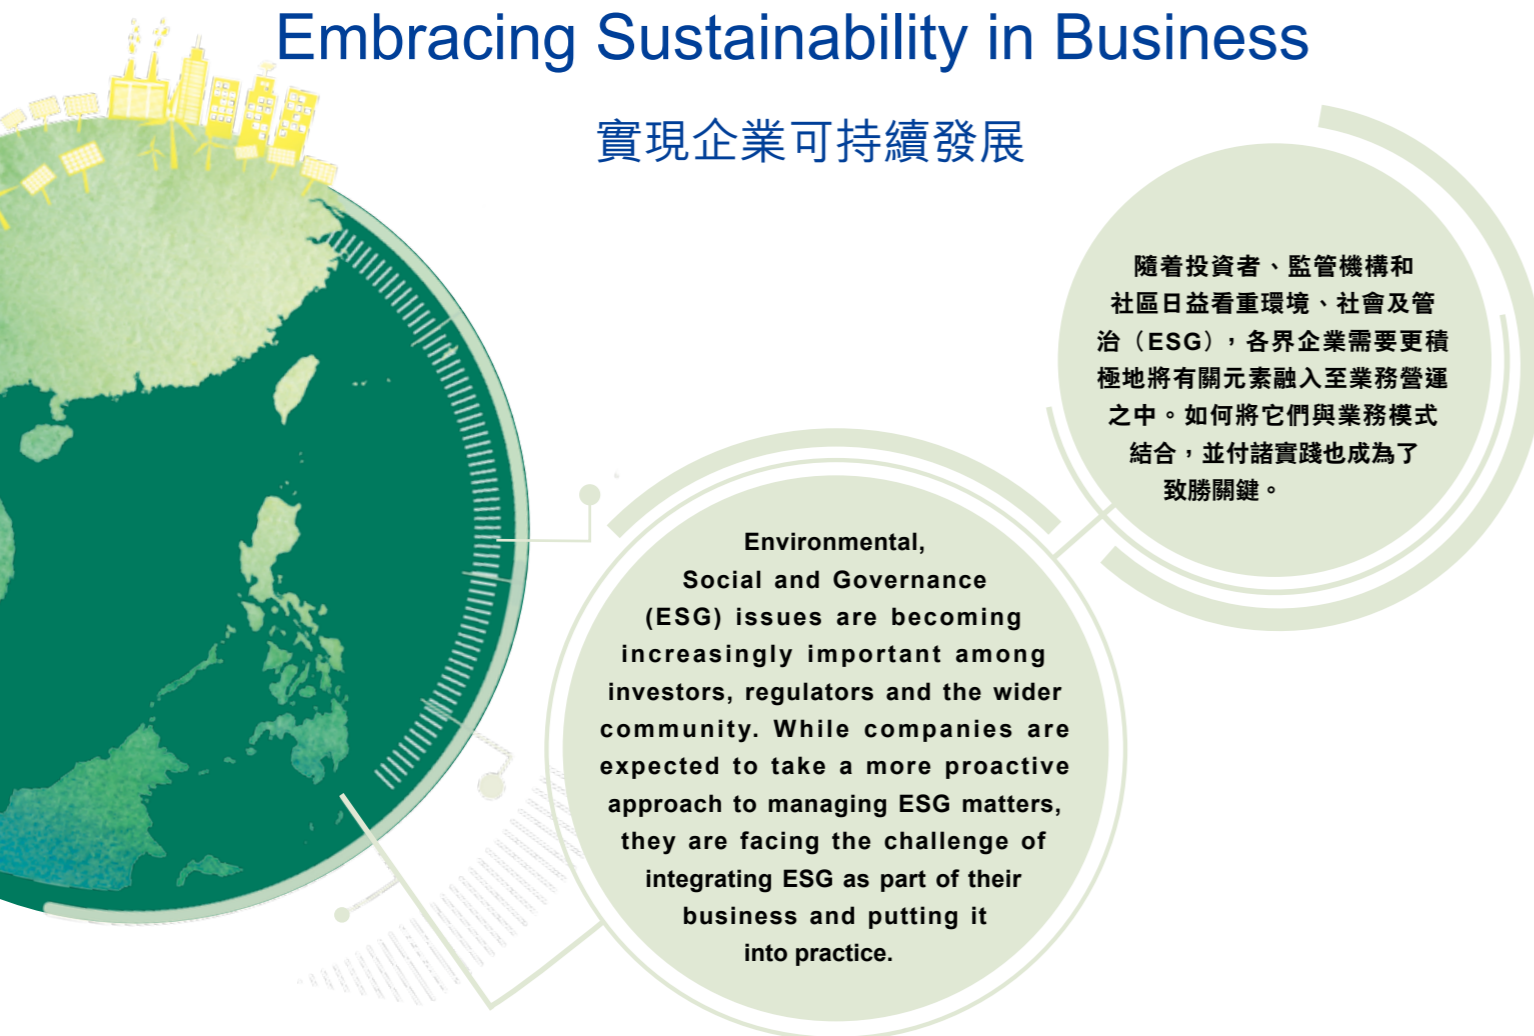 Embracing Sustainability in Business
實現企業可持續發展
隨着投資者、監管機構和
社區日益看重環境、社會及管
治（ESG），各界企業需要更積
極地將有關元素融入至業務營運
之中。如何將它們與業務模式
結合，並付諸實踐也成為了
致勝關鍵。
Environmental,
Social and Governance
(ESG) issues are becoming
increasingly important among
investors, regulators and the wider
community. While companies are
expected to take a more proactive
approach to managing ESG matters,
they are facing the challenge of
integrating ESG as part of their
business and putting it
into practice.